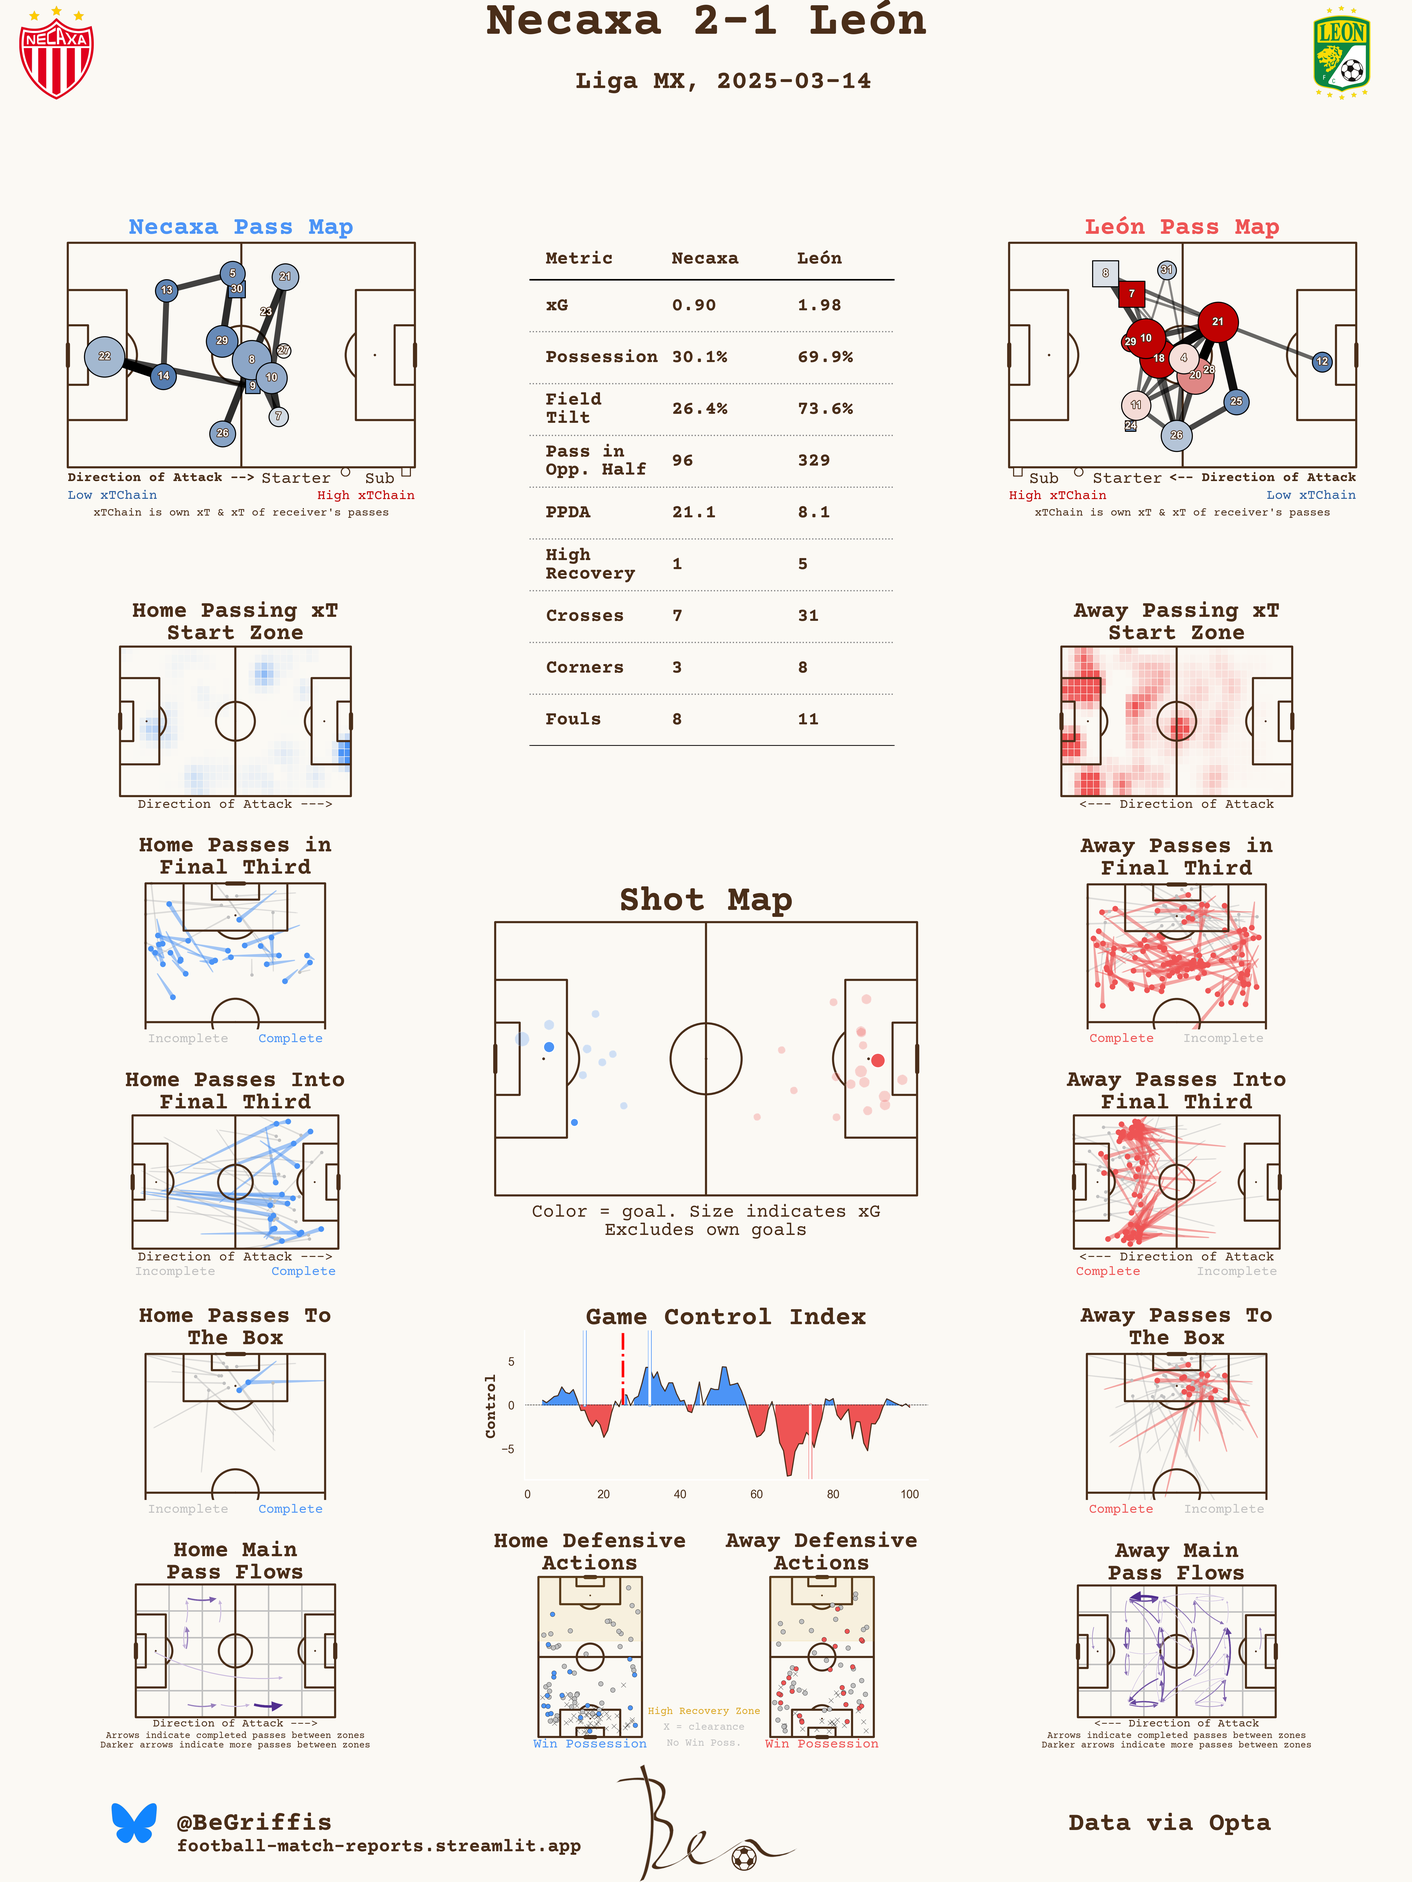 Necaxa 2-1 León
Liga MX, 2025-03-14
NECAXA
LEON
F C
Necaxa Pass Map
5
21
13
30
23
29
27
22
8
14
10
9
7
26
Direction of Attack --> Starter Sub
Low xTChain High xTChain
xTChain is own xT & xT of receiver's passes
Metric Necaxa León
xG 0.90 1.98
Possession 30.1% 69.9%
Field
Tilt 26.4% 73.6%
Pass in
Opp. Half 96 329
PPDA 21.1 8.1
High
Recovery 1 5
Crosses 7 31
Corners 3 8
Fouls 8 11
León Pass Map
8
31
7
21
10
29
18
4
12
28
20
25
11
24
26
Sub Starter <-- Direction of Attack
High xTChain Low xTChain
xTChain is own xT & xT of receiver's passes
Home Passing xT
Start Zone
Direction of Attack --->
Away Passing xT
Start Zone
<--- Direction of Attack
Home Passes in
Final Third
Incomplete Complete
Away Passes in
Final Third
Complete Incomplete
Shot Map
Color = goal. Size indicates xG
Excludes own goals
Home Passes Into
Final Third
Direction of Attack --->
Incomplete Complete
Away Passes Into
Final Third
<--- Direction of Attack
Complete Incomplete
Home Passes To
The Box
Incomplete Complete
Game Control Index
Control
5
0
−5
0 20 40 60 80 100
Away Passes To
The Box
Complete Incomplete
Home Main
Pass Flows
Direction of Attack --->
Arrows indicate completed passes between zones
Darker arrows indicate more passes between zones
Home Defensive
Actions
Win Possession
High Recovery Zone
X = clearance
No Win Poss.
Away Defensive
Actions
Win Possession
Away Main
Pass Flows
<--- Direction of Attack
Arrows indicate completed passes between zones
Darker arrows indicate more passes between zones
@BeGriffis
football-match-reports.streamlit.app
Ben
Data via Opta